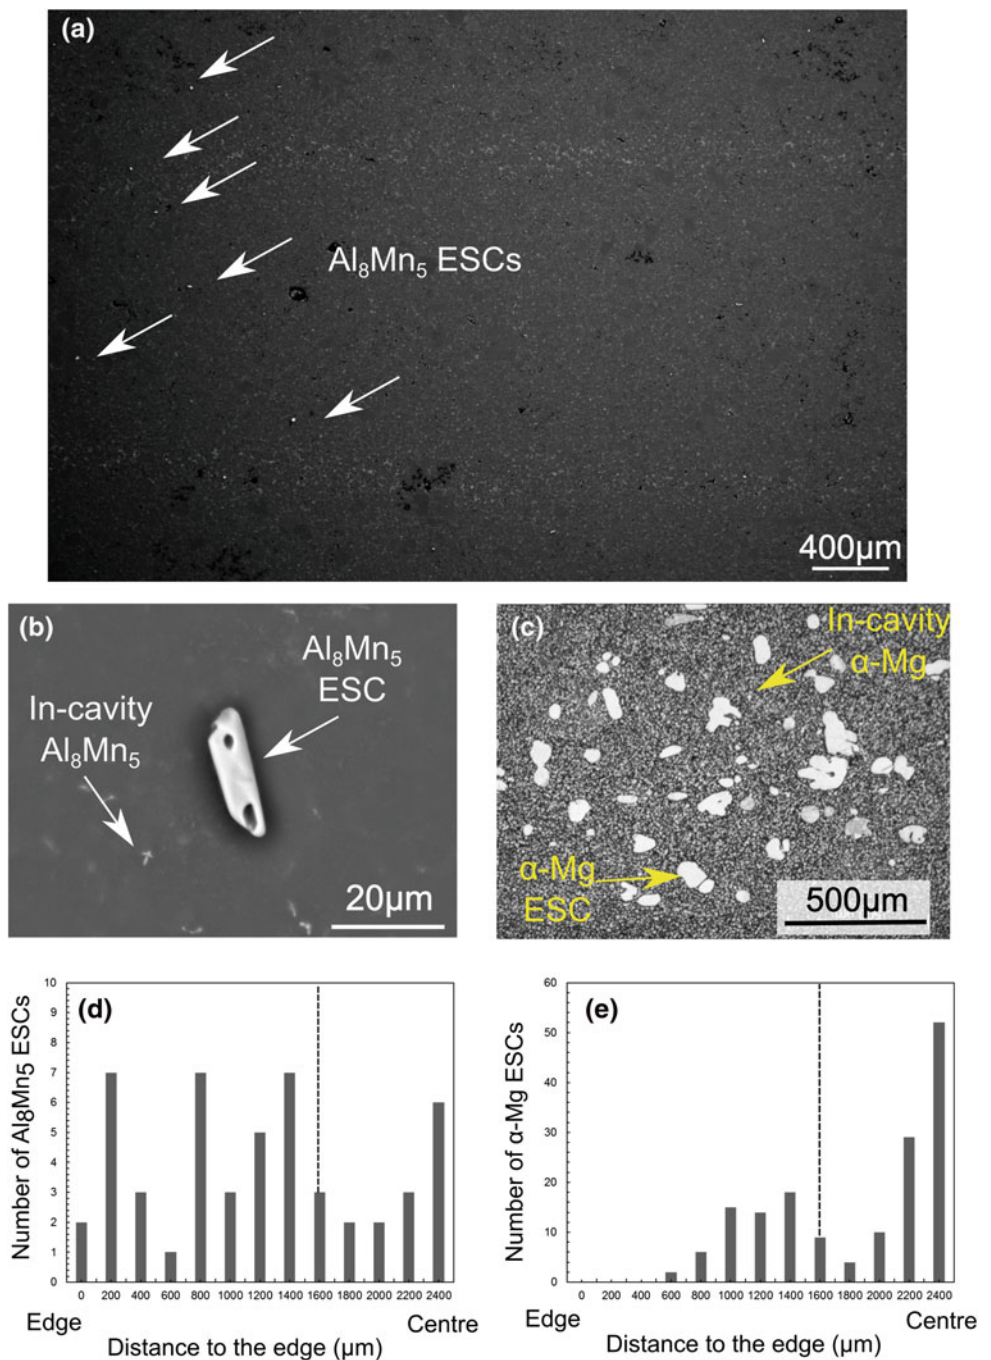 (a)
Al₈Mn₅ ESCs
400µm
(b)
Al₈Mn₅
ESC
In-cavity
Al₈Mn₅
20µm
(c)
In-cavity
α-Mg
α-Mg
ESC
500µm
(d)
Number of Al8Mn5 ESCs
10
9
8
7
6
5
4
3
2
1
0
0 200 400 600 800 1000 1200 1400 1600 1800 2000 2200 2400
Edge
Centre
Distance to the edge (µm)
(e)
Number of α-Mg ESCs
60
50
40
30
20
10
0
0 200 400 600 800 1000 1200 1400 1600 1800 2000 2200 2400
Edge
Centre
Distance to the edge (µm)